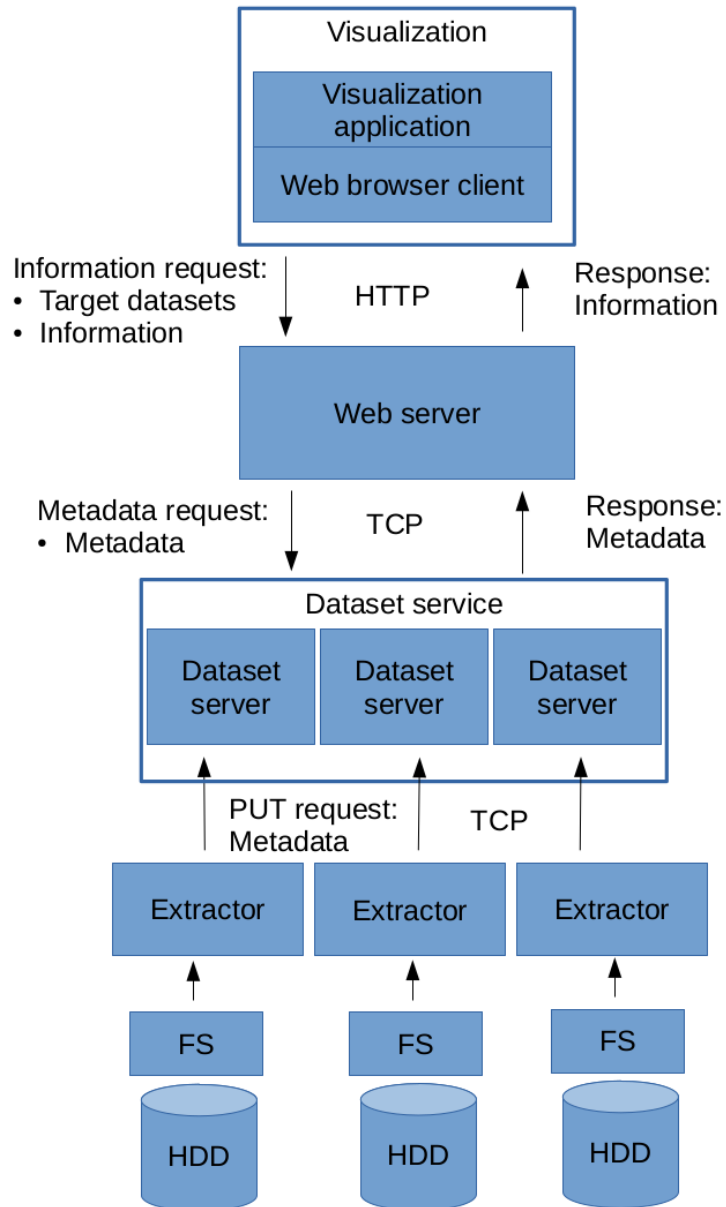 Visualization
Visualization
application
Web browser client
Information request:
• Target datasets
• Information
HTTP
Response:
Information
Web server
Metadata request:
• Metadata
TCP
Response:
Metadata
Dataset service
Dataset
server
Dataset
server
Dataset
server
PUT request:
Metadata
TCP
Extractor
Extractor
Extractor
FS
FS
FS
HDD
HDD
HDD